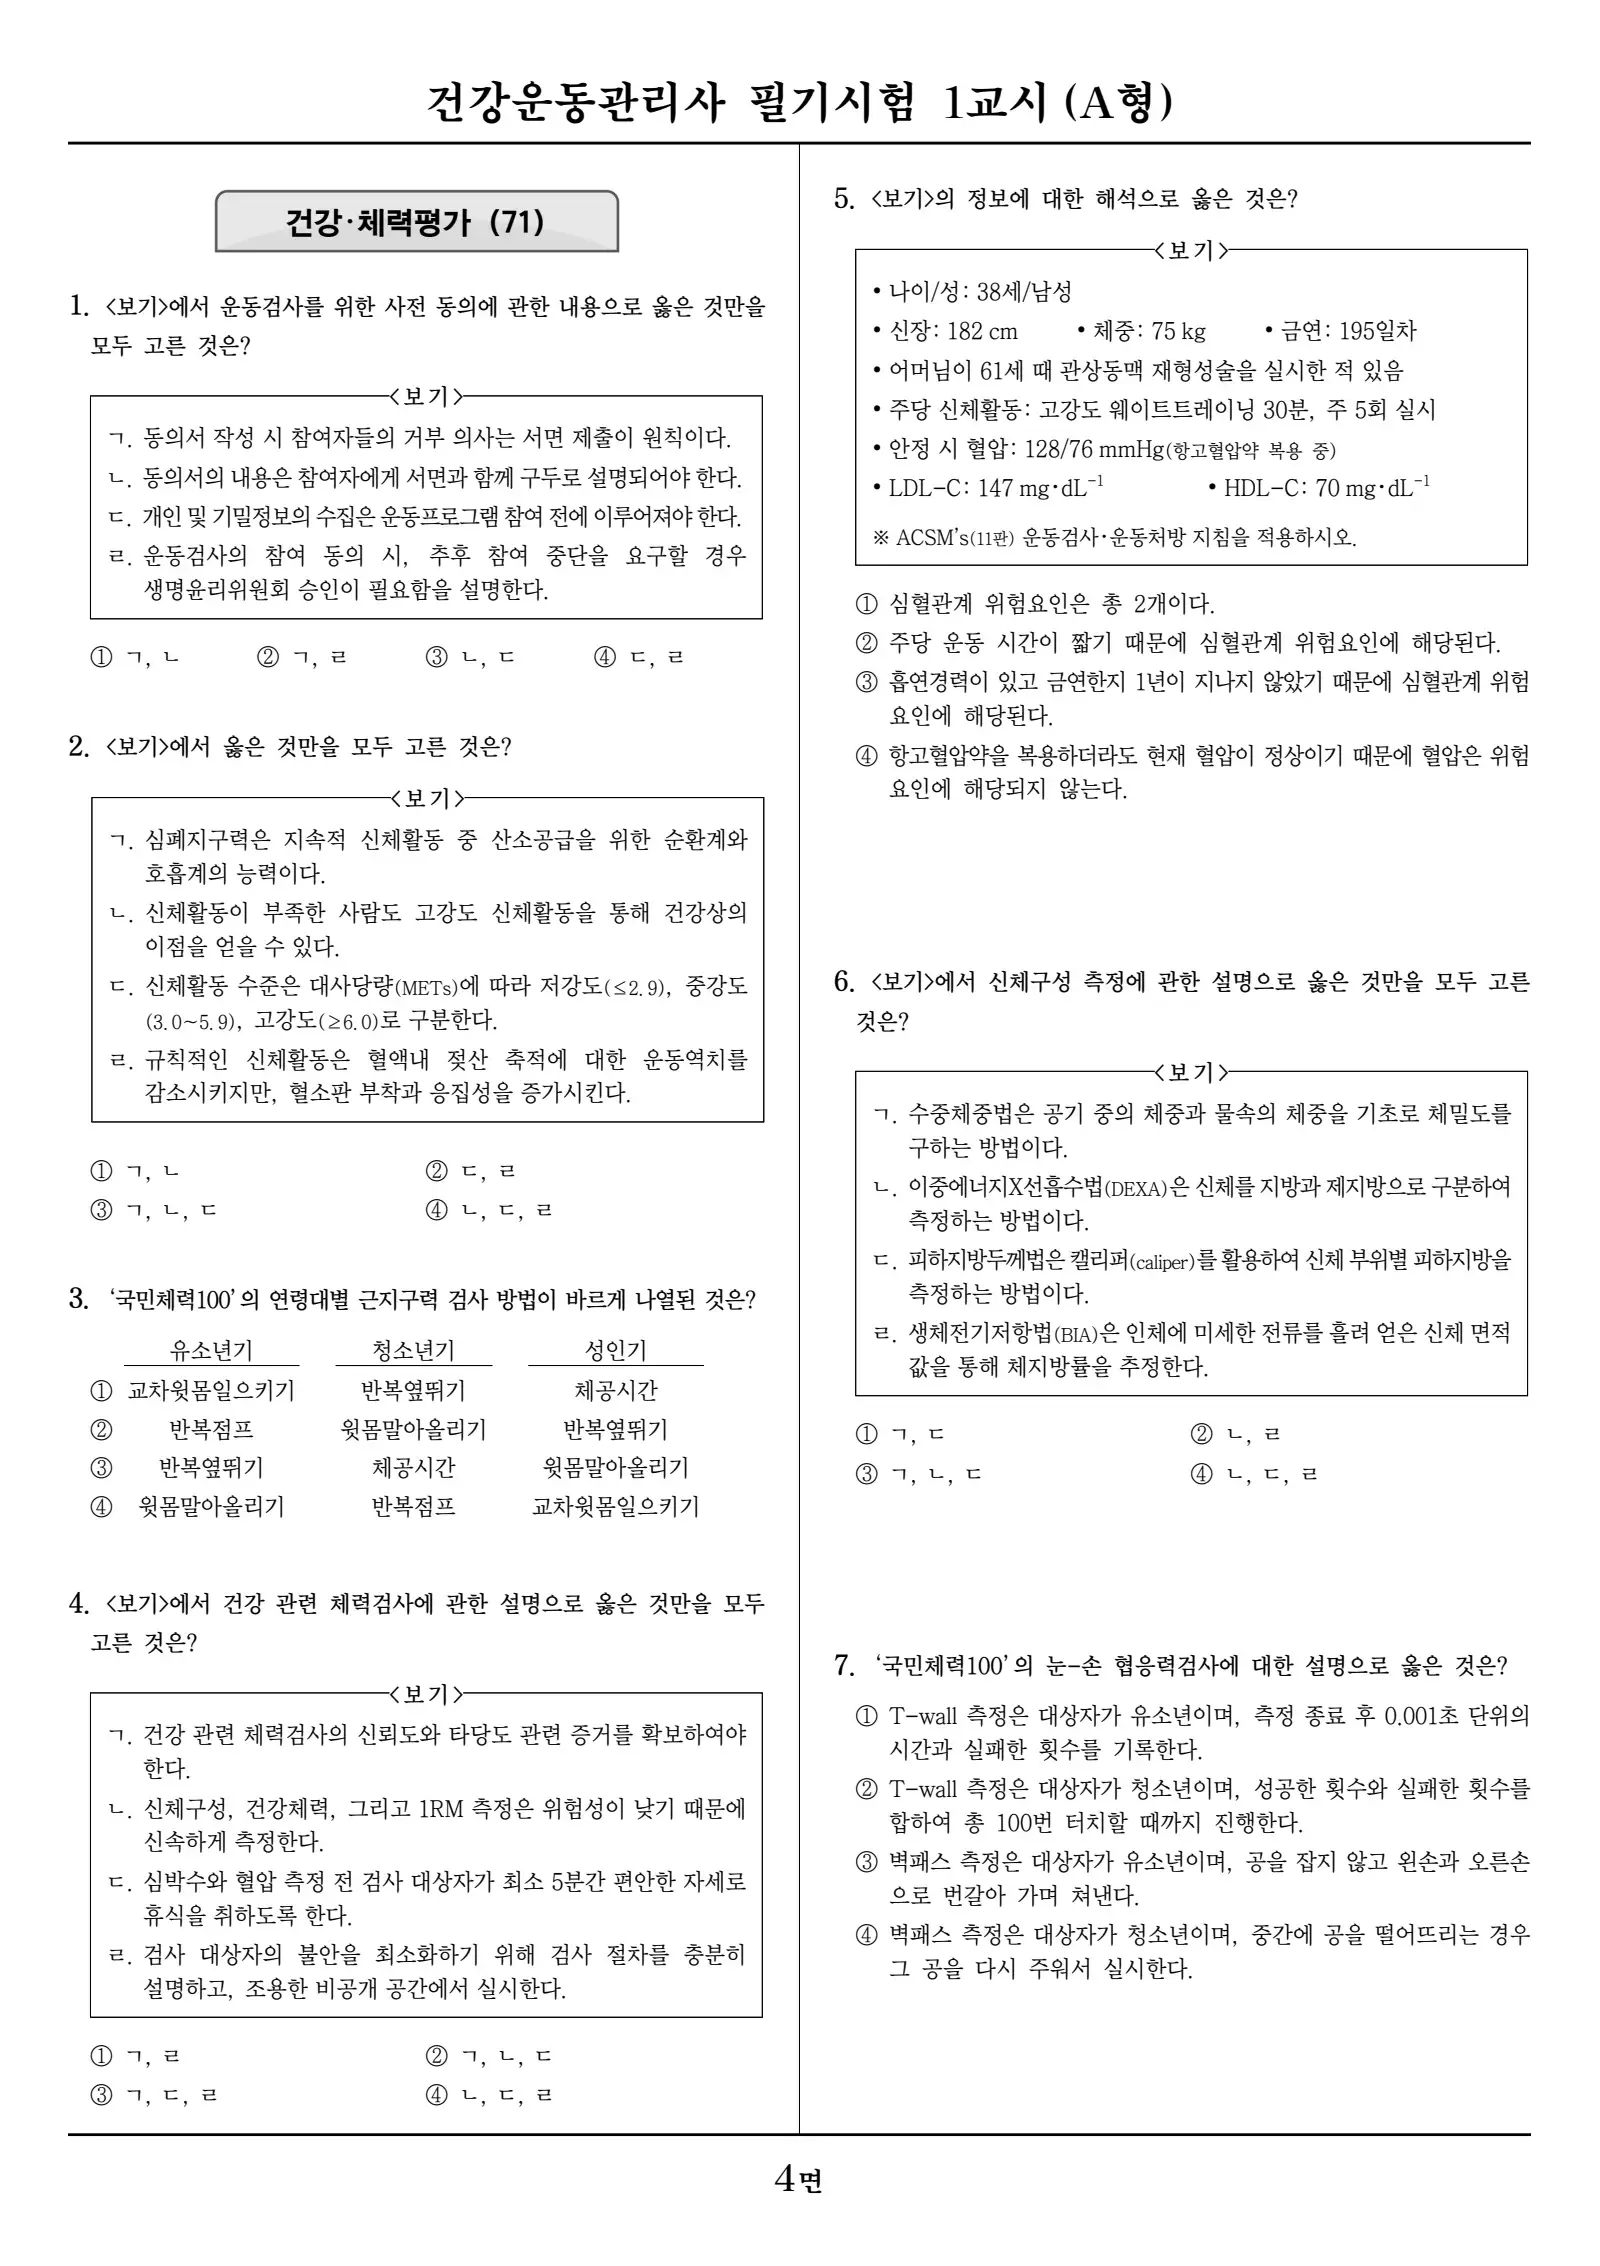 건강운동관리사 필기시험 1교시 (A형)
건강·체력평가 (71)
1. <보기>에서 운동검사를 위한 사전 동의에 관한 내용으로 옳은 것만을
모두 고른 것은?
<보기>
ㄱ. 동의서 작성 시 참여자들의 거부 의사는 서면 제출이 원칙이다.
ㄴ. 동의서의 내용은 참여자에게 서면과 함께 구두로 설명되어야 한다.
ㄷ. 개인 및 기밀정보의 수집은 운동프로그램 참여 전에 이루어져야 한다.
ㄹ. 운동검사의 참여 동의 시, 추후 참여 중단을 요구할 경우
생명윤리위원회 승인이 필요함을 설명한다.
① ㄱ, ㄴ ② ㄱ, ㄹ ③ ㄴ, ㄷ ④ ㄷ, ㄹ
2. <보기>에서 옳은 것만을 모두 고른 것은?
<보기>
ㄱ. 심폐지구력은 지속적 신체활동 중 산소공급을 위한 순환계와
호흡계의 능력이다.
ㄴ. 신체활동이 부족한 사람도 고강도 신체활동을 통해 건강상의
이점을 얻을 수 있다.
ㄷ. 신체활동 수준은 대사당량(METs)에 따라 저강도(≤2.9), 중강도
(3.0~5.9), 고강도(≥6.0)로 구분한다.
ㄹ. 규칙적인 신체활동은 혈액내 젖산 축적에 대한 운동역치를
감소시키지만, 혈소판 부착과 응집성을 증가시킨다.
① ㄱ, ㄴ ② ㄷ, ㄹ
③ ㄱ, ㄴ, ㄷ ④ ㄴ, ㄷ, ㄹ
3. ‘국민체력100’의 연령대별 근지구력 검사 방법이 바르게 나열된 것은?
유소년기 청소년기 성인기
① 교차윗몸일으키기 반복옆뛰기 체공시간
② 반복점프 윗몸말아올리기 반복옆뛰기
③ 반복옆뛰기 체공시간 윗몸말아올리기
④ 윗몸말아올리기 반복점프 교차윗몸일으키기
4. <보기>에서 건강 관련 체력검사에 관한 설명으로 옳은 것만을 모두
고른 것은?
<보기>
ㄱ. 건강 관련 체력검사의 신뢰도와 타당도 관련 증거를 확보하여야
한다.
ㄴ. 신체구성, 건강체력, 그리고 1RM 측정은 위험성이 낮기 때문에
신속하게 측정한다.
ㄷ. 심박수와 혈압 측정 전 검사 대상자가 최소 5분간 편안한 자세로
휴식을 취하도록 한다.
ㄹ. 검사 대상자의 불안을 최소화하기 위해 검사 절차를 충분히
설명하고, 조용한 비공개 공간에서 실시한다.
① ㄱ, ㄹ ② ㄱ, ㄴ, ㄷ
③ ㄱ, ㄷ, ㄹ ④ ㄴ, ㄷ, ㄹ
5. <보기>의 정보에 대한 해석으로 옳은 것은?
<보기>
• 나이/성: 38세/남성
• 신장: 182 cm • 체중: 75 kg • 금연: 195일차
• 어머님이 61세 때 관상동맥 재형성술을 실시한 적 있음
• 주당 신체활동: 고강도 웨이트트레이닝 30분, 주 5회 실시
• 안정 시 혈압: 128/76 mmHg(항고혈압약 복용 중)
• LDL-C: 147 mg·dL⁻¹ • HDL-C: 70 mg·dL⁻¹
※ ACSM’s(11판) 운동검사·운동처방 지침을 적용하시오.
① 심혈관계 위험요인은 총 2개이다.
② 주당 운동 시간이 짧기 때문에 심혈관계 위험요인에 해당된다.
③ 흡연경력이 있고 금연한지 1년이 지나지 않았기 때문에 심혈관계 위험
요인에 해당된다.
④ 항고혈압약을 복용하더라도 현재 혈압이 정상이기 때문에 혈압은 위험
요인에 해당되지 않는다.
6. <보기>에서 신체구성 측정에 관한 설명으로 옳은 것만을 모두 고른
것은?
<보기>
ㄱ. 수중체중법은 공기 중의 체중과 물속의 체중을 기초로 체밀도를
구하는 방법이다.
ㄴ. 이중에너지X선흡수법(DEXA)은 신체를 지방과 제지방으로 구분하여
측정하는 방법이다.
ㄷ. 피하지방두께법은 캘리퍼(caliper)를 활용하여 신체 부위별 피하지방을
측정하는 방법이다.
ㄹ. 생체전기저항법(BIA)은 인체에 미세한 전류를 흘려 얻은 신체 면적
값을 통해 체지방률을 추정한다.
① ㄱ, ㄷ ② ㄴ, ㄹ
③ ㄱ, ㄴ, ㄷ ④ ㄴ, ㄷ, ㄹ
7. ‘국민체력100’의 눈-손 협응력검사에 대한 설명으로 옳은 것은?
① T-wall 측정은 대상자가 유소년이며, 측정 종료 후 0.001초 단위의
시간과 실패한 횟수를 기록한다.
② T-wall 측정은 대상자가 청소년이며, 성공한 횟수와 실패한 횟수를
합하여 총 100번 터치할 때까지 진행한다.
③ 벽패스 측정은 대상자가 유소년이며, 공을 잡지 않고 왼손과 오른손
으로 번갈아 가며 쳐낸다.
④ 벽패스 측정은 대상자가 청소년이며, 중간에 공을 떨어뜨리는 경우
그 공을 다시 주워서 실시한다.
4면